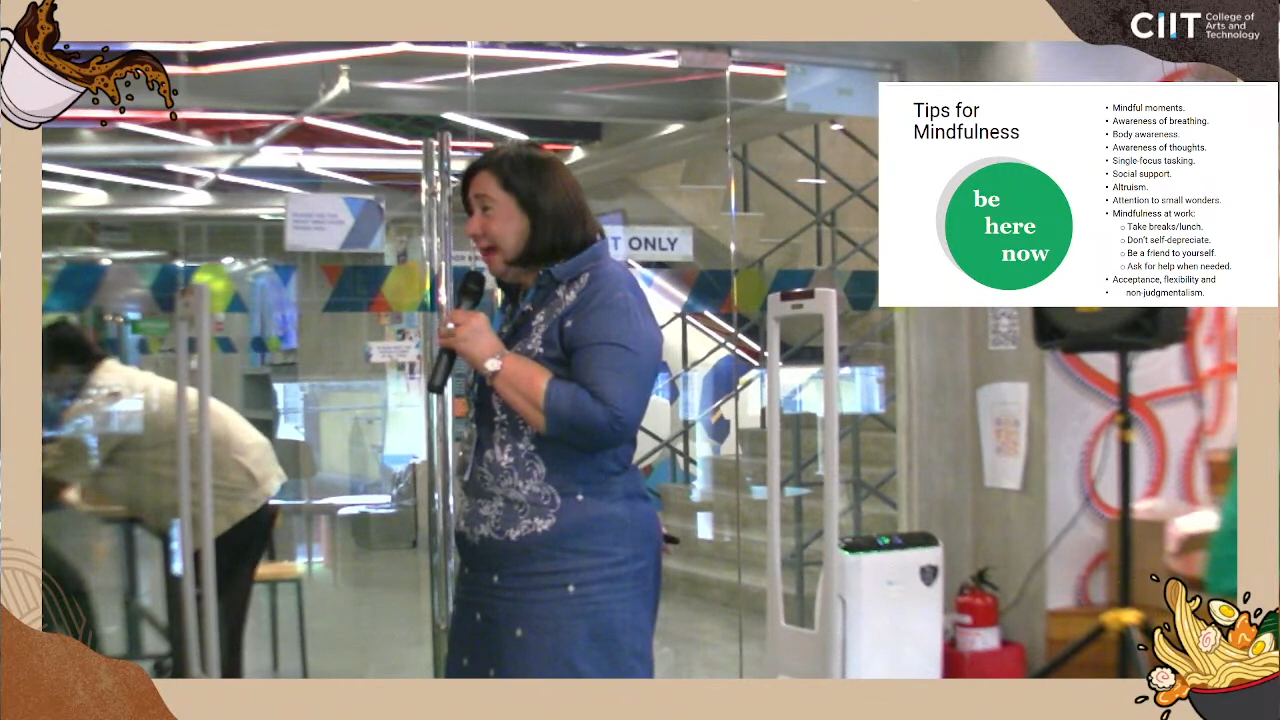 CIIT
College of
Arts and
Technology
Tips for
Mindfulness
be
here
now
• Mindful moments.
• Awareness of breathing.
• Body awareness.
• Awareness of thoughts.
• Single-focus tasking.
• Social support.
• Altruism.
• Attention to small wonders.
• Mindfulness at work:
o Take breaks/lunch.
o Don't self-depreciate.
o Be a friend to yourself.
o Ask for help when needed.
• Acceptance, flexibility and
• non-judgmentalism.
T ONLY